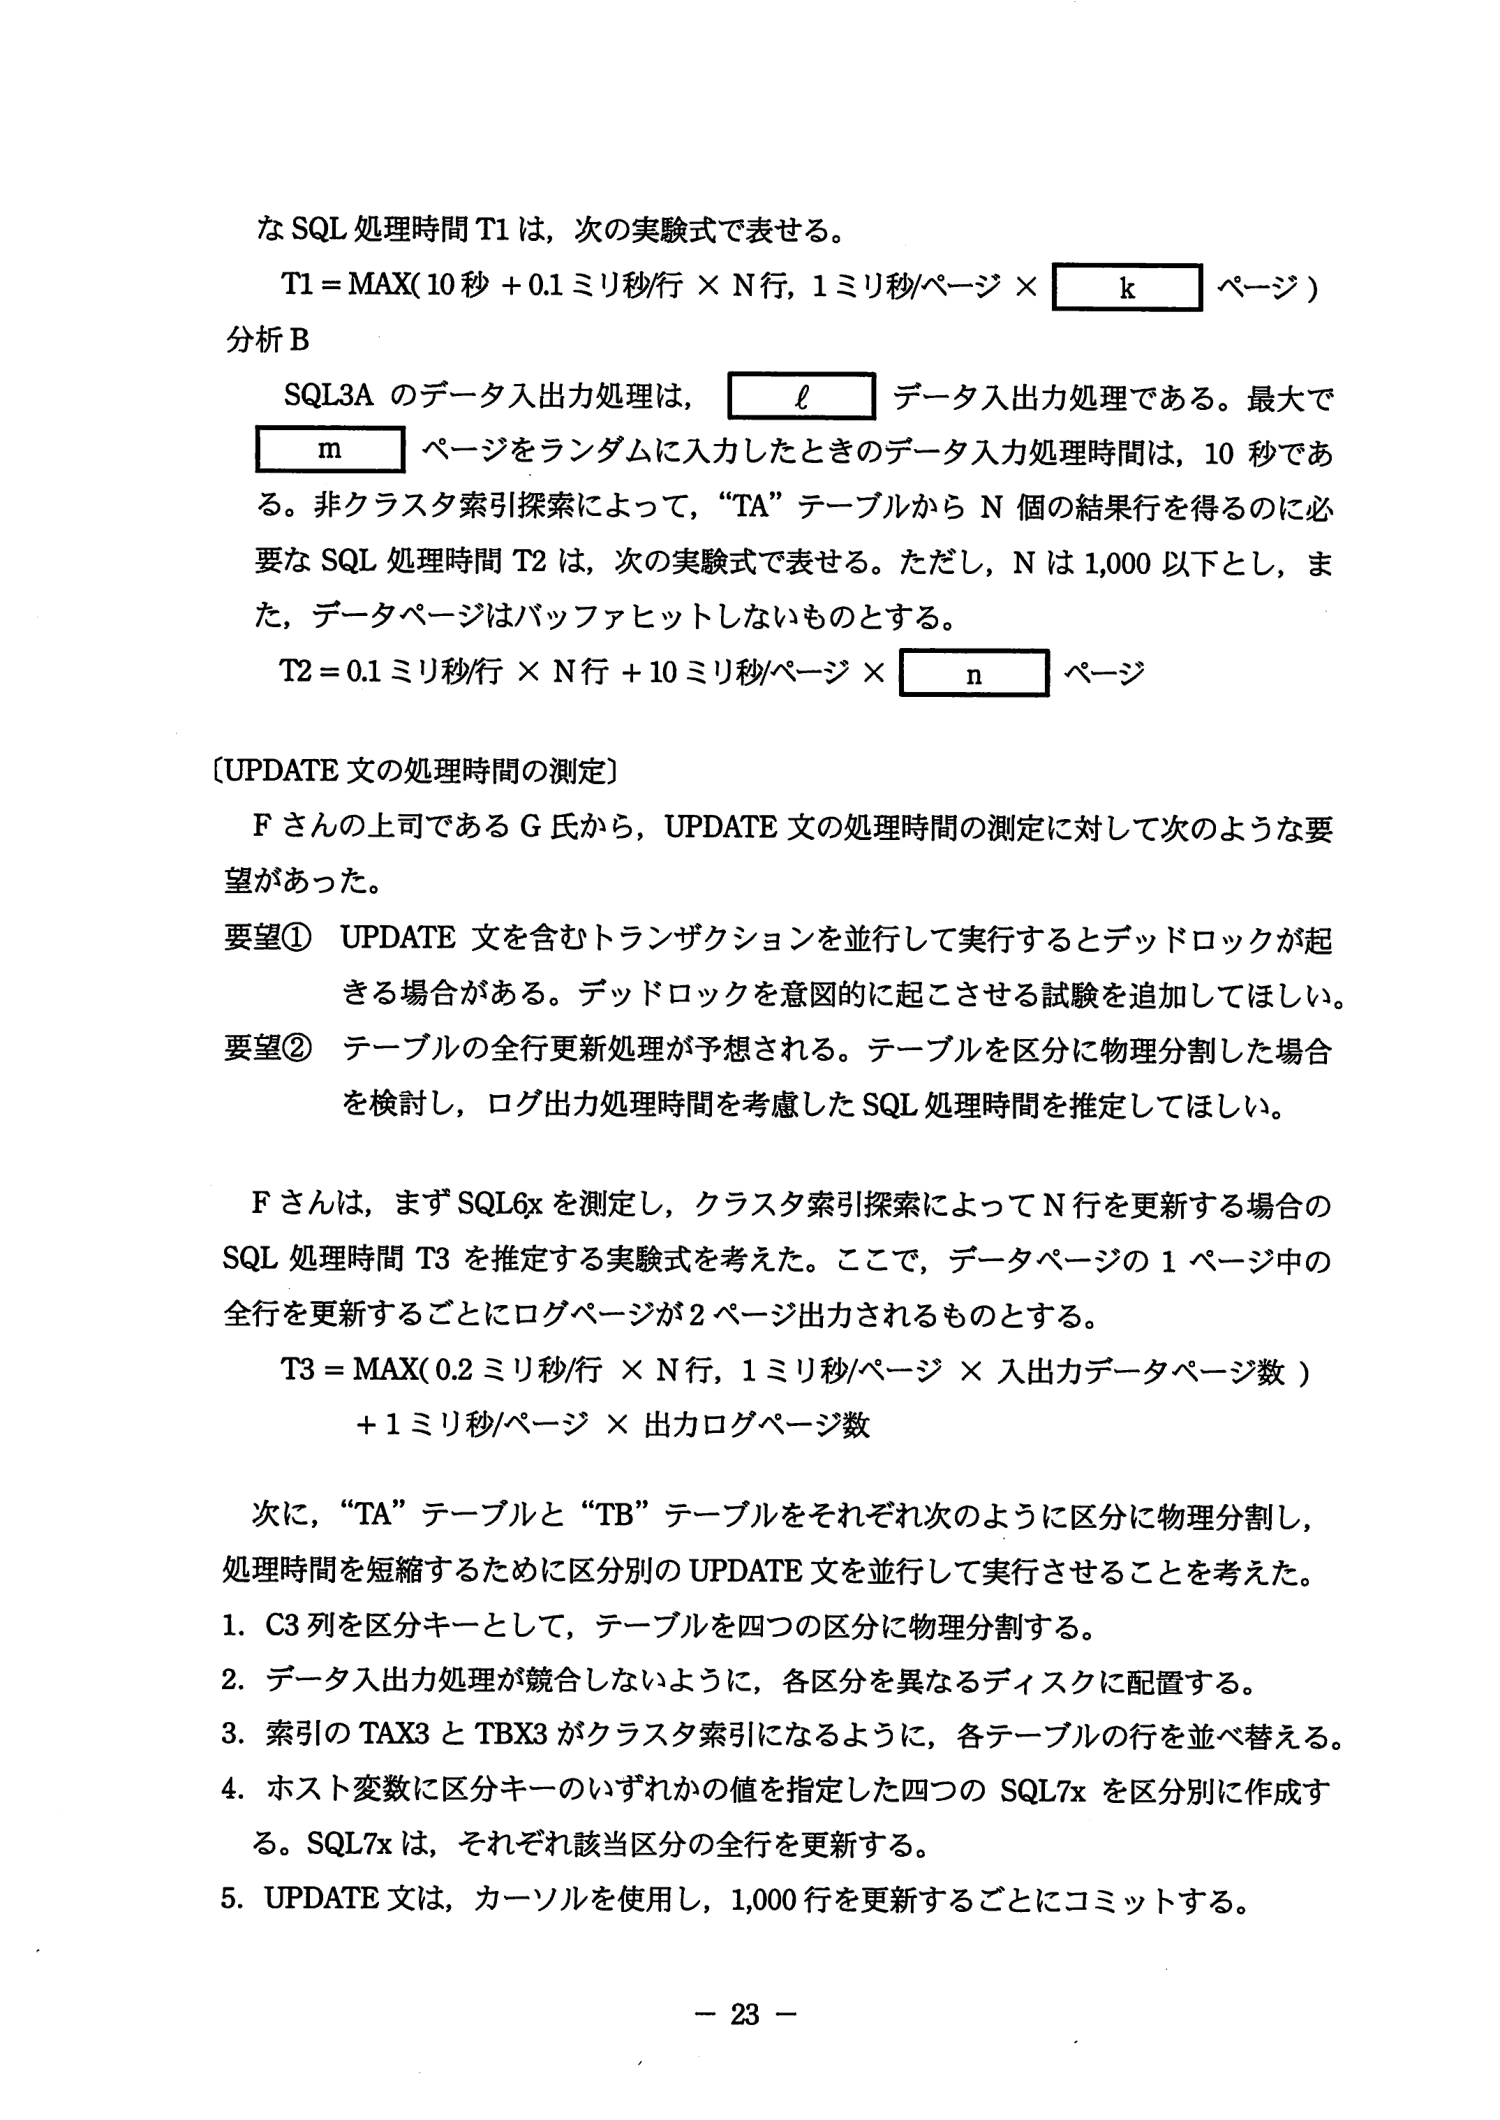 な SQL 処理時間 T1 は，次の実験式で表せる。
T1 = MAX( 10 秒 + 0.1 ミリ秒/行 × N 行, 1 ミリ秒/ページ × k ページ )
分析 B
SQL3A のデータ入出力処理は， ℓ データ入出力処理である。最大で
m ページをランダムに入力したときのデータ入力処理時間は，10 秒であ
る。非クラスタ索引探索によって，“TA” テーブルから N 個の結果行を得るのに必
要な SQL 処理時間 T2 は，次の実験式で表せる。ただし，N は 1,000 以下とし，ま
た，データページはバッファヒットしないものとする。
T2 = 0.1 ミリ秒/行 × N 行 + 10 ミリ秒/ページ × n ページ
〔UPDATE 文の処理時間の測定〕
F さんの上司である G 氏から，UPDATE 文の処理時間の測定に対して次のような要
望があった。
要望① UPDATE 文を含むトランザクションを並行して実行するとデッドロックが起
きる場合がある。デッドロックを意図的に起こさせる試験を追加してほしい。
要望② テーブルの全行更新処理が予想される。テーブルを区分に物理分割した場合
を検討し，ログ出力処理時間を考慮した SQL 処理時間を推定してほしい。
F さんは，まず SQL6x を測定し，クラスタ索引探索によって N 行を更新する場合の
SQL 処理時間 T3 を推定する実験式を考えた。ここで，データページの 1 ページ中の
全行を更新するごとにログページが 2 ページ出力されるものとする。
T3 = MAX( 0.2 ミリ秒/行 × N 行, 1 ミリ秒/ページ × 入出力データページ数 )
+ 1 ミリ秒/ページ × 出力ログページ数
次に，“TA” テーブルと “TB” テーブルをそれぞれ次のように区分に物理分割し，
処理時間を短縮するために区分別の UPDATE 文を並行して実行させることを考えた。
1. C3 列を区分キーとして，テーブルを四つの区分に物理分割する。
2. データ入出力処理が競合しないように，各区分を異なるディスクに配置する。
3. 索引の TAX3 と TBX3 がクラスタ索引になるように，各テーブルの行を並べ替える。
4. ホスト変数に区分キーのいずれかの値を指定した四つの SQL7x を区分別に作成す
る。SQL7x は，それぞれ該当区分の全行を更新する。
5. UPDATE 文は，カーソルを使用し，1,000 行を更新するごとにコミットする。
－ 23 －